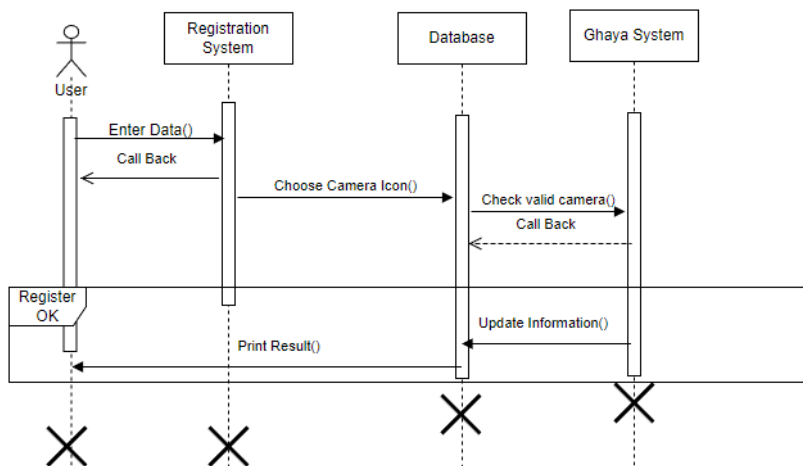 Registration
System
Database
Ghaya System
User
Enter Data()
Call Back
Choose Camera Icon()
Check valid camera()
Call Back
Register
OK
Update Information()
Print Result()